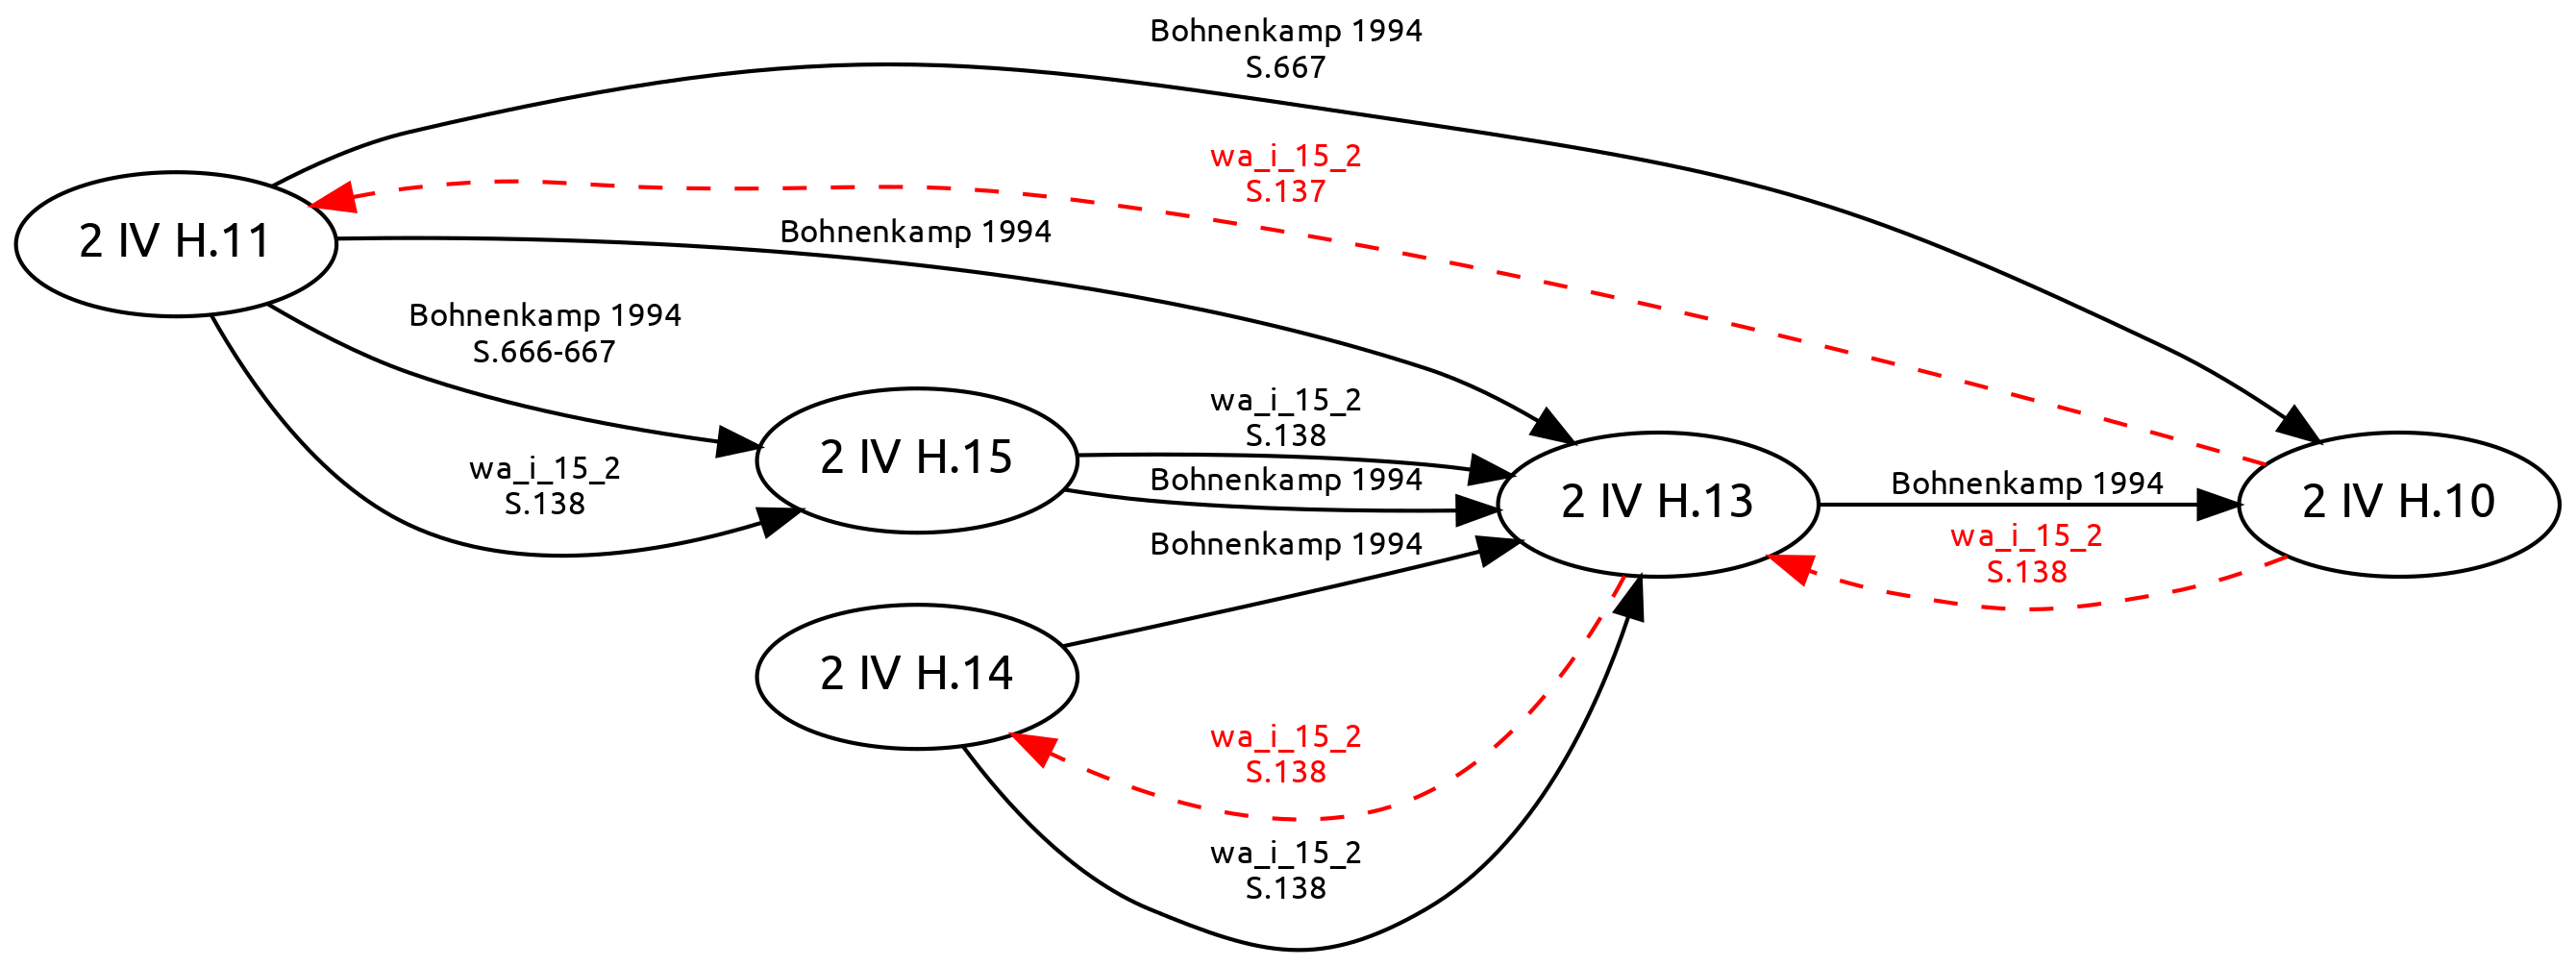 Bohnenkamp 1994
S.667
wa_i_15_2
S.137
Bohnenkamp 1994
2 IV H.11
Bohnenkamp 1994
S.666-667
wa_i_15_2
S.138
2 IV H.15
wa_i_15_2
S.138
Bohnenkamp 1994
Bohnenkamp 1994
2 IV H.13
Bohnenkamp 1994
wa_i_15_2
S.138
2 IV H.10
2 IV H.14
wa_i_15_2
S.138
wa_i_15_2
S.138